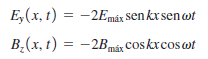 E_y(x, t) = −2E_máx sen kx sen ωt
B_z(x, t) = −2B_máx cos kx cos ωt